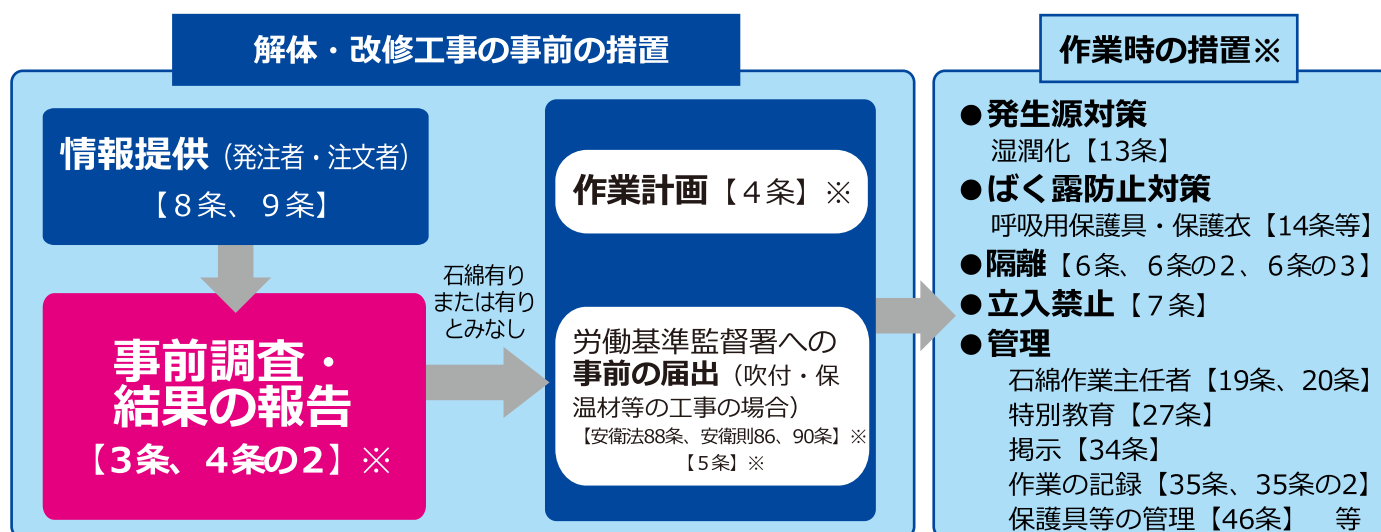 解体・改修工事の事前の措置
情報提供（発注者・注文者）
【８条、９条】
事前調査・
結果の報告
【３条、４条の２】※
石綿有り
または有り
とみなし
作業計画【４条】※
労働基準監督署への
事前の届出（吹付・保
温材等の工事の場合）
【安衛法88条、安衛則86、90条】※
【５条】※
作業時の措置※
●発生源対策
湿潤化【13条】
●ばく露防止対策
呼吸用保護具・保護衣【14条等】
●隔離【６条、６条の２、６条の３】
●立入禁止【７条】
●管理
石綿作業主任者【19条、20条】
特別教育【27条】
掲示【34条】
作業の記録【35条、35条の2】
保護具等の管理【46条】　等